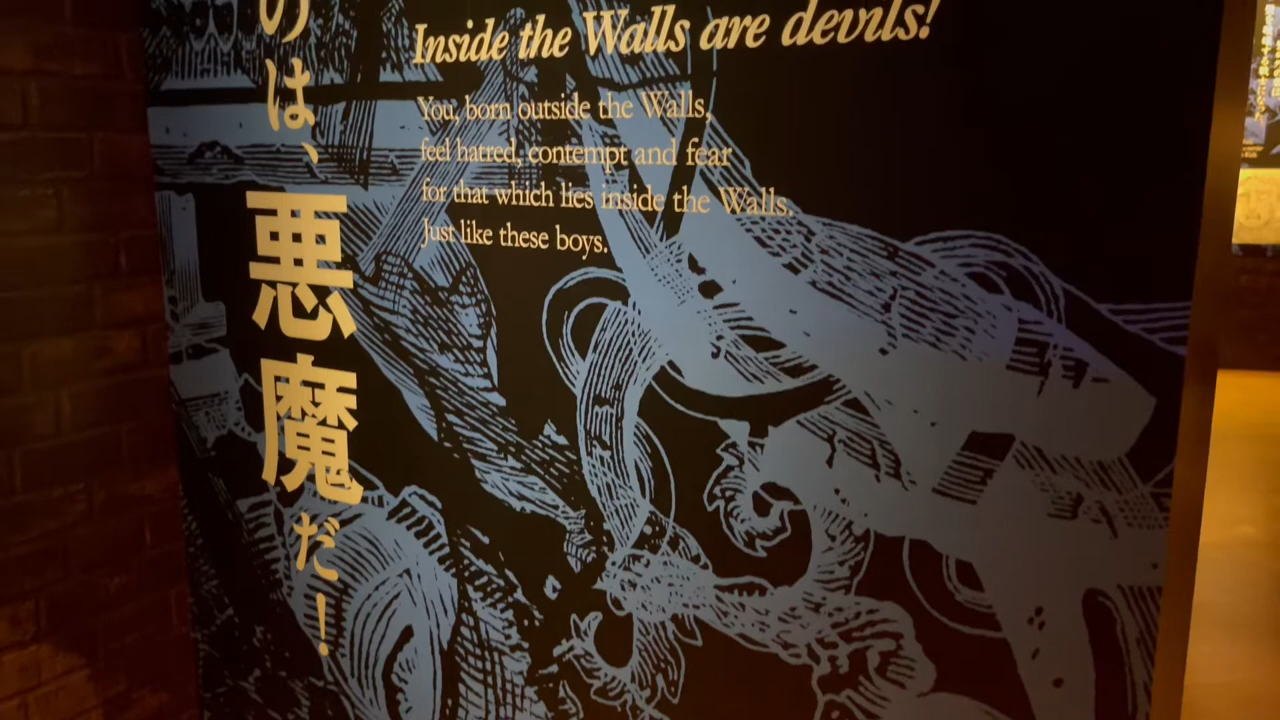 のは、悪魔だ!
Inside the Walls are devils!
You, born outside the Walls,
feel hatred, contempt and fear
for that which lies inside the Walls.
Just like these boys.